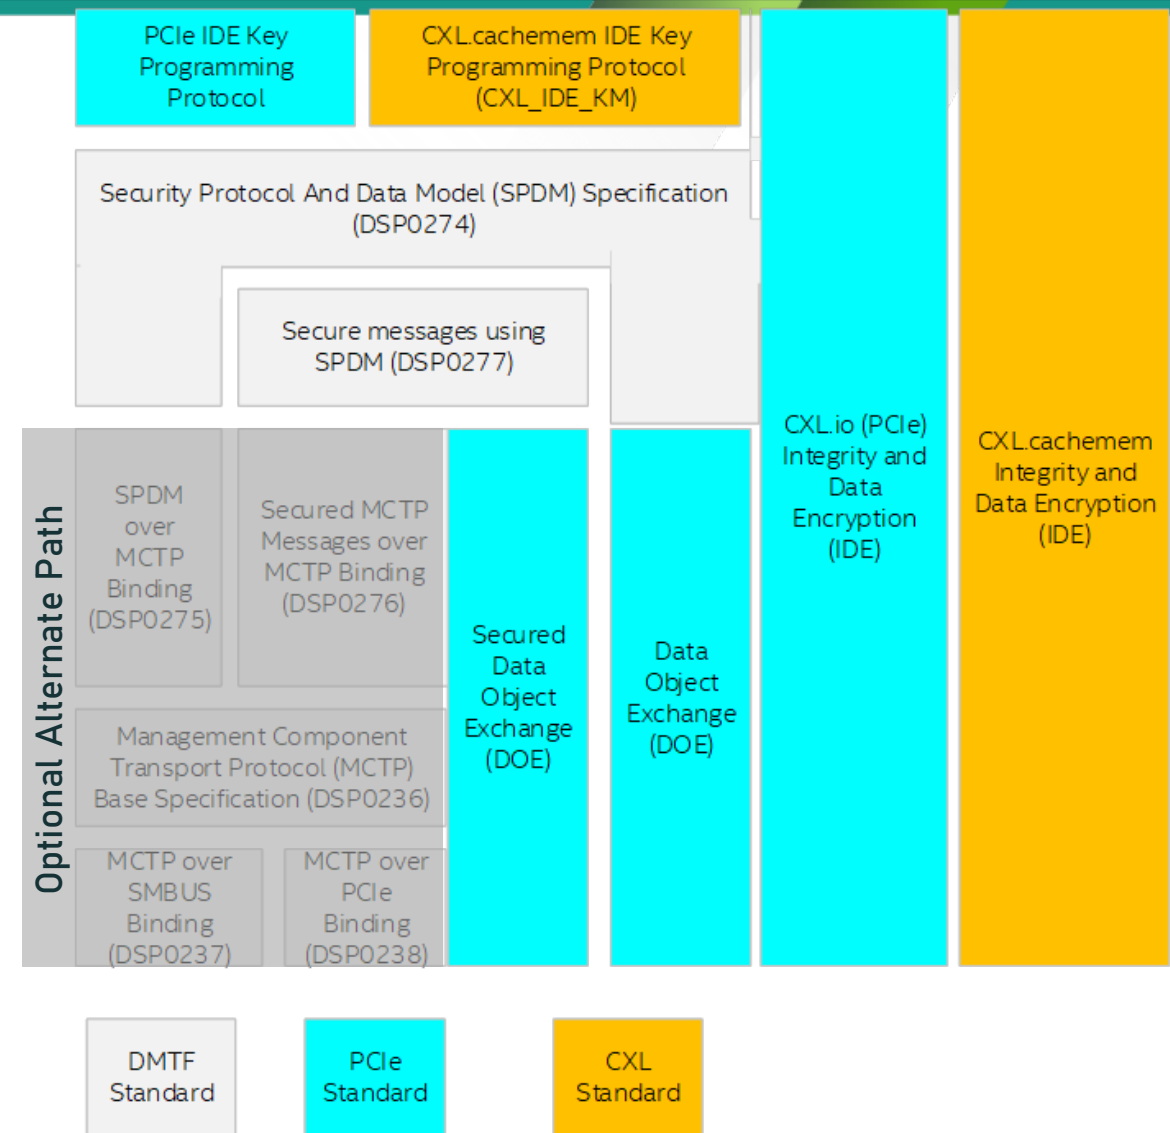 PCIe IDE Key
Programming
Protocol
CXL.cachemem IDE Key
Programming Protocol
(CXL_IDE_KM)
Security Protocol And Data Model (SPDM) Specification
(DSP0274)
Secure messages using
SPDM (DSP0277)
Optional Alternate Path
SPDM
over
MCTP
Binding
(DSP0275)
Secured MCTP
Messages over
MCTP Binding
(DSP0276)
Management Component
Transport Protocol (MCTP)
Base Specification (DSP0236)
MCTP over
SMBUS
Binding
(DSP0237)
MCTP over
PCIe
Binding
(DSP0238)
Secured
Data
Object
Exchange
(DOE)
Data
Object
Exchange
(DOE)
CXL.io (PCIe)
Integrity and
Data
Encryption
(IDE)
CXL.cachemem
Integrity and
Data Encryption
(IDE)
DMTF
Standard
PCIe
Standard
CXL
Standard